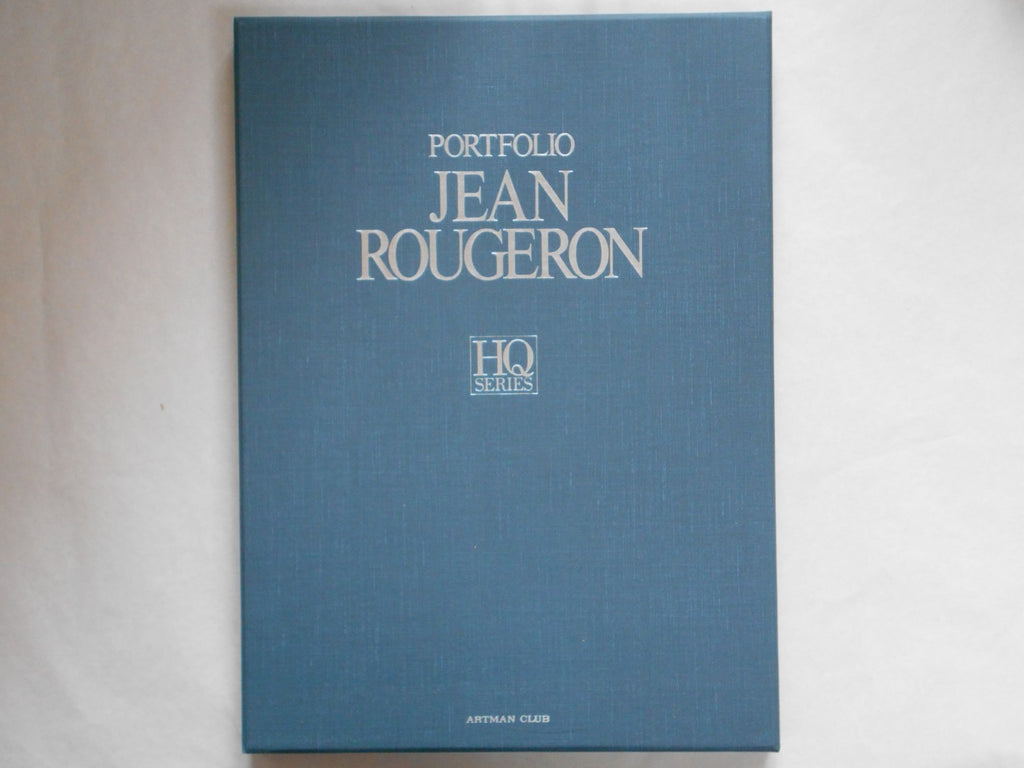 PORTFOLIO
JEAN
ROUGERON
HQ
SERIES
ARTMAN CLUB